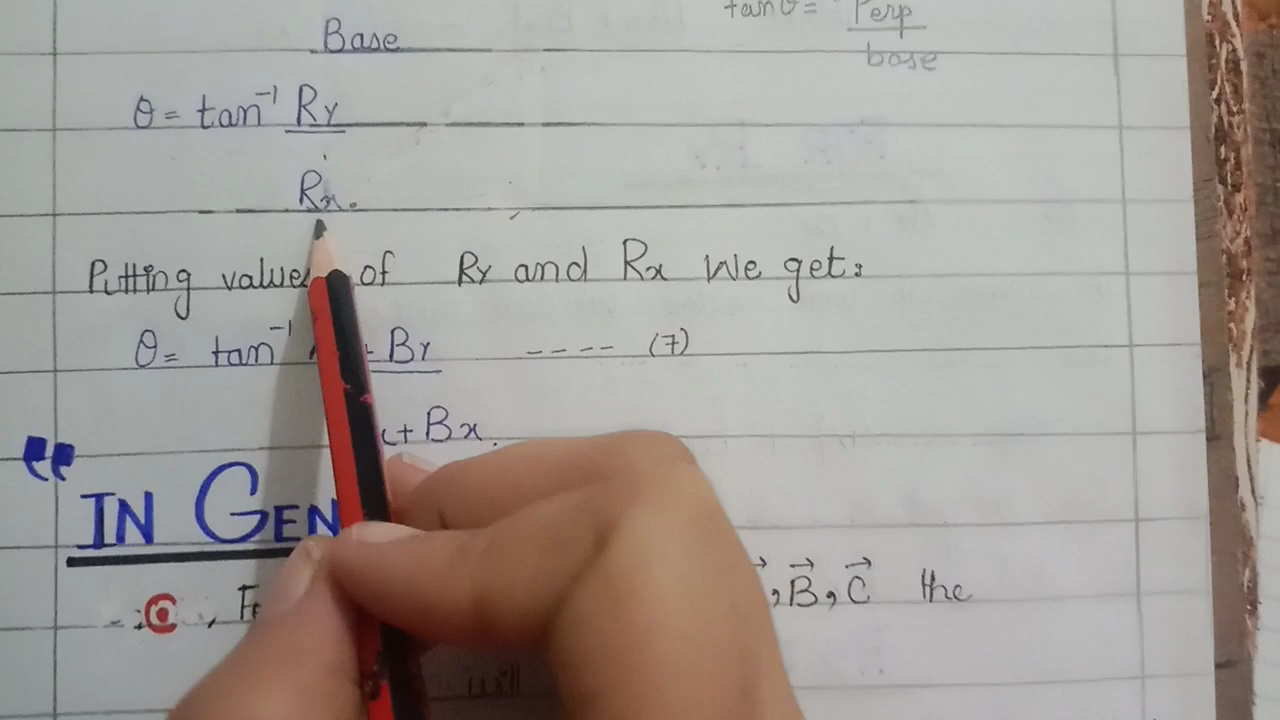 tanθ = Perp
base
Base
θ = tan⁻¹ Ry
Rx.
Putting values of Ry and Rx We get:
θ = tan⁻¹ + By ---- (7)
+ Bx.
"IN GEN
, B⃗, C⃗ the
will